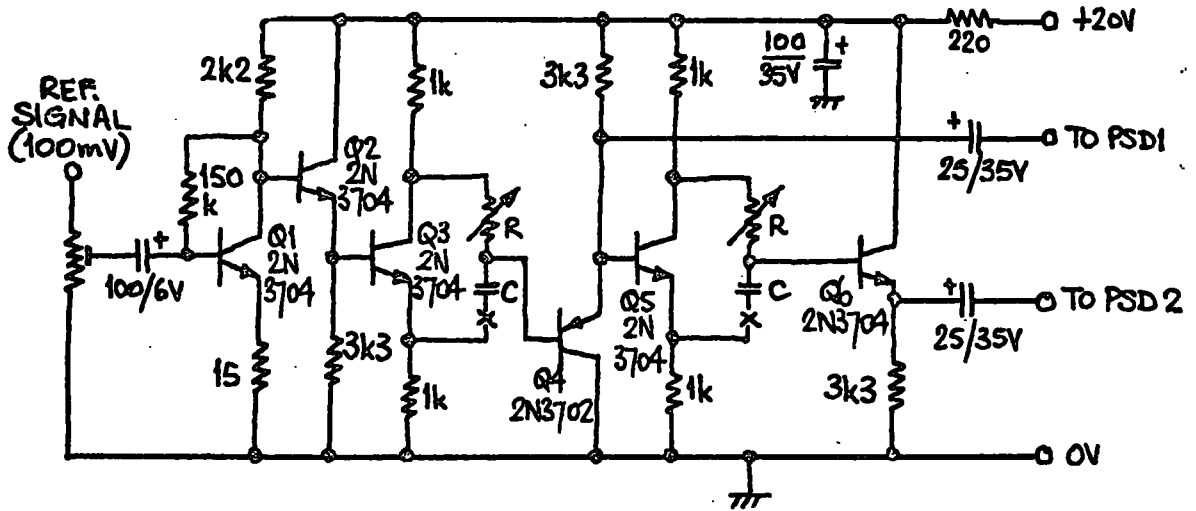 REF.
SIGNAL
(100mV)
2k2
150
k
100/6V
Q1
2N
3704
15
Q2
2N
3704
3k3
1k
Q3
2N
3704
1k
R
C
Q4
2N3702
3k3
1k
Q5
2N
3704
1k
R
C
Q6
2N3704
3k3
100
35V
+
220
+20V
+
25/35V
TO PSD1
+
25/35V
TO PSD2
0V
+